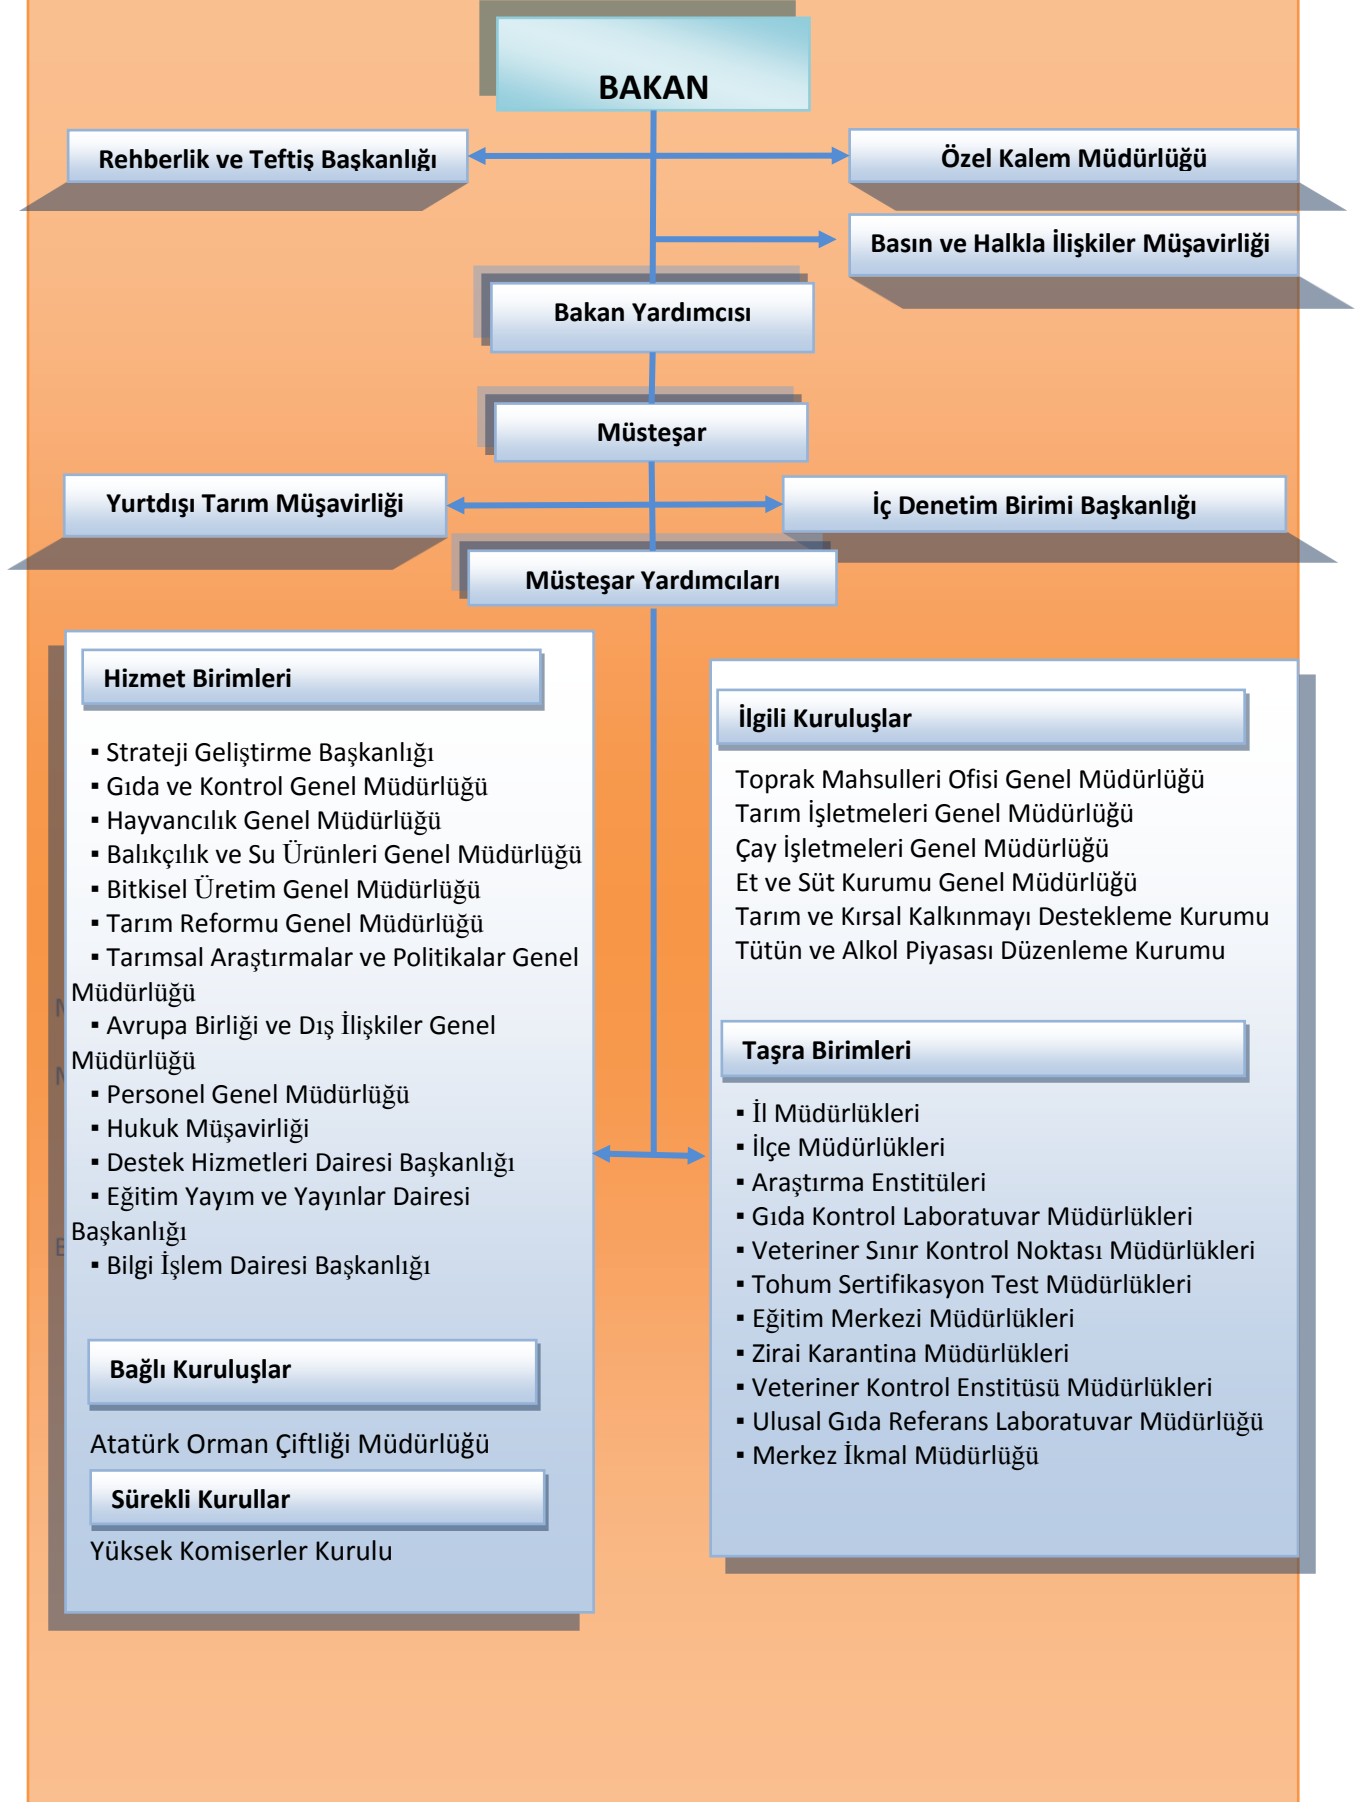 BAKAN
Rehberlik ve Teftiş Başkanlığı
Özel Kalem Müdürlüğü
Basın ve Halkla İlişkiler Müşavirliği
Bakan Yardımcısı
Müsteşar
Yurtdışı Tarım Müşavirliği
İç Denetim Birimi Başkanlığı
Müsteşar Yardımcıları
Hizmet Birimleri
▪ Strateji Geliştirme Başkanlığı
▪ Gıda ve Kontrol Genel Müdürlüğü
▪ Hayvancılık Genel Müdürlüğü
▪ Balıkçılık ve Su Ürünleri Genel Müdürlüğü
▪ Bitkisel Üretim Genel Müdürlüğü
▪ Tarım Reformu Genel Müdürlüğü
▪ Tarımsal Araştırmalar ve Politikalar Genel
Müdürlüğü
▪ Avrupa Birliği ve Dış İlişkiler Genel
Müdürlüğü
▪ Personel Genel Müdürlüğü
▪ Hukuk Müşavirliği
▪ Destek Hizmetleri Dairesi Başkanlığı
▪ Eğitim Yayım ve Yayınlar Dairesi
Başkanlığı
▪ Bilgi İşlem Dairesi Başkanlığı
Bağlı Kuruluşlar
Atatürk Orman Çiftliği Müdürlüğü
Sürekli Kurullar
Yüksek Komiserler Kurulu
İlgili Kuruluşlar
Toprak Mahsulleri Ofisi Genel Müdürlüğü
Tarım İşletmeleri Genel Müdürlüğü
Çay İşletmeleri Genel Müdürlüğü
Et ve Süt Kurumu Genel Müdürlüğü
Tarım ve Kırsal Kalkınmayı Destekleme Kurumu
Tütün ve Alkol Piyasası Düzenleme Kurumu
Taşra Birimleri
▪ İl Müdürlükleri
▪ İlçe Müdürlükleri
▪ Araştırma Enstitüleri
▪ Gıda Kontrol Laboratuvar Müdürlükleri
▪ Veteriner Sınır Kontrol Noktası Müdürlükleri
▪ Tohum Sertifikasyon Test Müdürlükleri
▪ Eğitim Merkezi Müdürlükleri
▪ Zirai Karantina Müdürlükleri
▪ Veteriner Kontrol Enstitüsü Müdürlükleri
▪ Ulusal Gıda Referans Laboratuvar Müdürlüğü
▪ Merkez İkmal Müdürlüğü